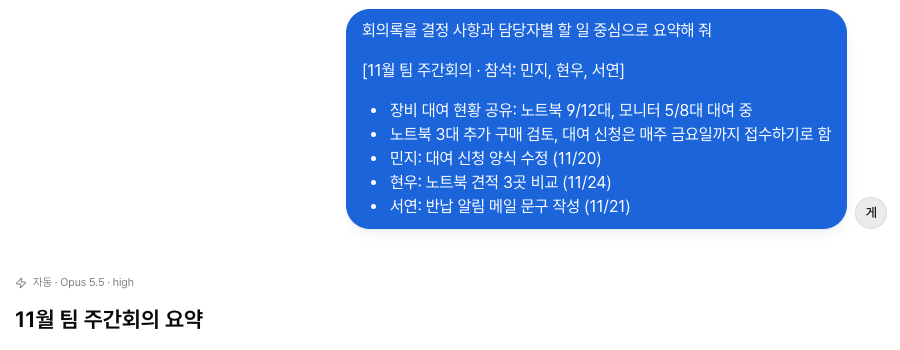 회의록을 결정 사항과 담당자별 할 일 중심으로 요약해 줘
[11월 팀 주간회의 · 참석: 민지, 현우, 서연]
• 장비 대여 현황 공유: 노트북 9/12대, 모니터 5/8대 대여 중
• 노트북 3대 추가 구매 검토, 대여 신청은 매주 금요일까지 접수하기로 함
• 민지: 대여 신청 양식 수정 (11/20)
• 현우: 노트북 견적 3곳 비교 (11/24)
• 서연: 반납 알림 메일 문구 작성 (11/21)
게
자동 · Opus 5.5 · high
11월 팀 주간회의 요약